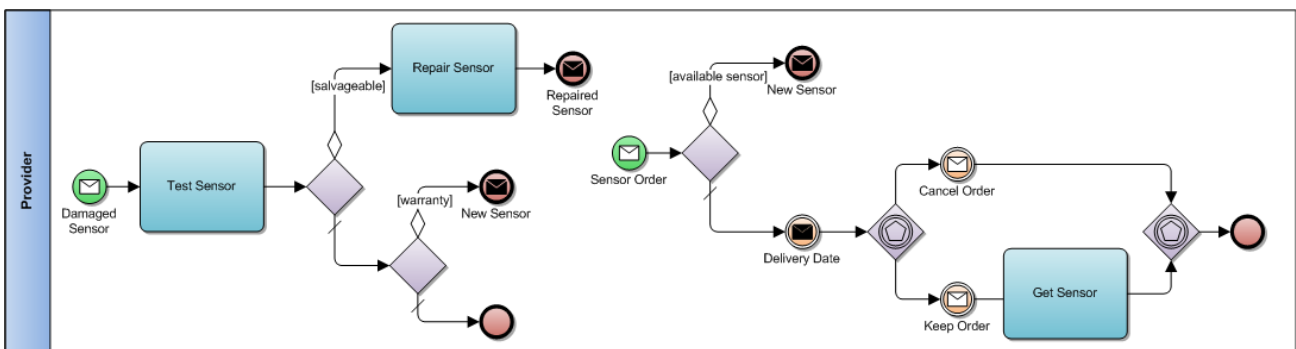 Provider
Damaged
Sensor
Test Sensor
[salvageable]
Repair Sensor
Repaired
Sensor
[warranty]
New Sensor
Sensor Order
[available sensor]
New Sensor
Delivery Date
Cancel Order
Keep Order
Get Sensor